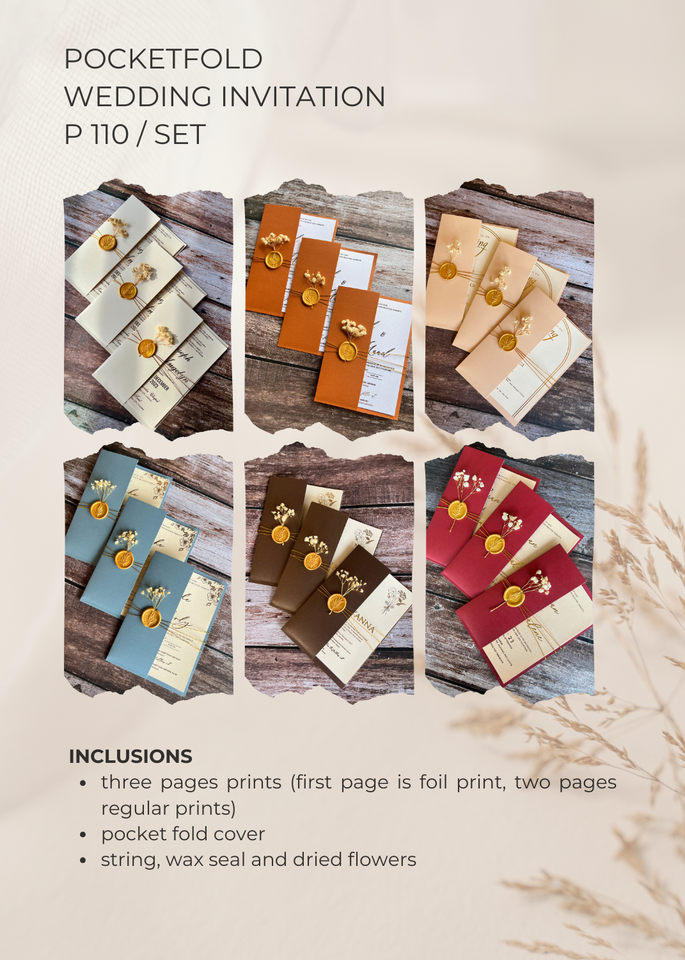 POCKETFOLD
WEDDING INVITATION
P 110 / SET
INCLUSIONS
• three pages prints (first page is foil print, two pages
regular prints)
• pocket fold cover
• string, wax seal and dried flowers